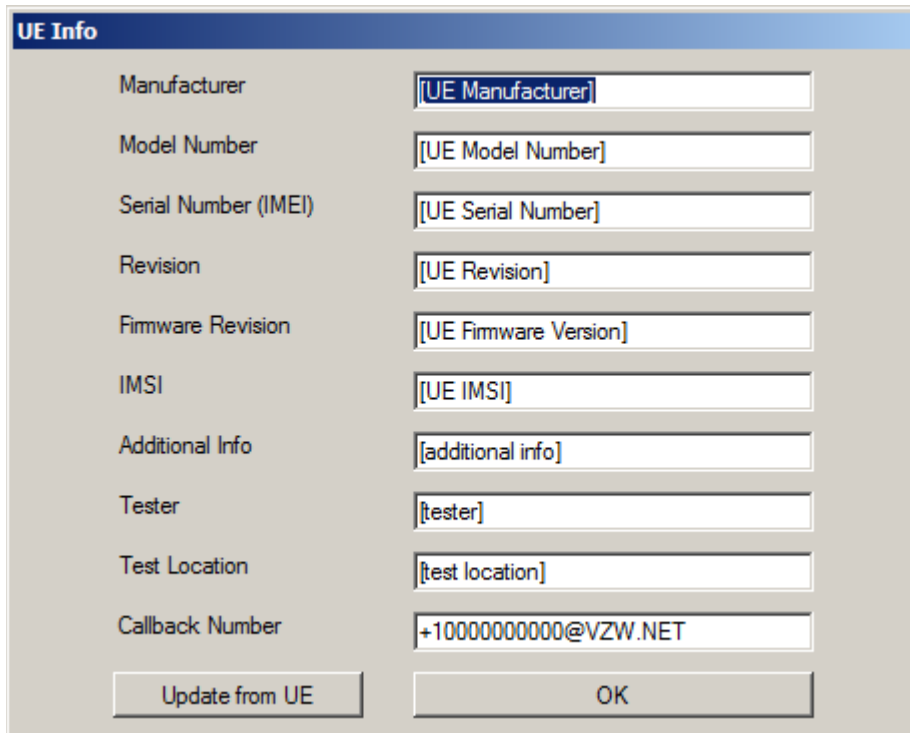 UE Info
Manufacturer [UE Manufacturer]
Model Number [UE Model Number]
Serial Number (IMEI) [UE Serial Number]
Revision [UE Revision]
Firmware Revision [UE Firmware Version]
IMSI [UE IMSI]
Additional Info [additional info]
Tester [tester]
Test Location [test location]
Callback Number +10000000000@VZW.NET
Update from UE OK